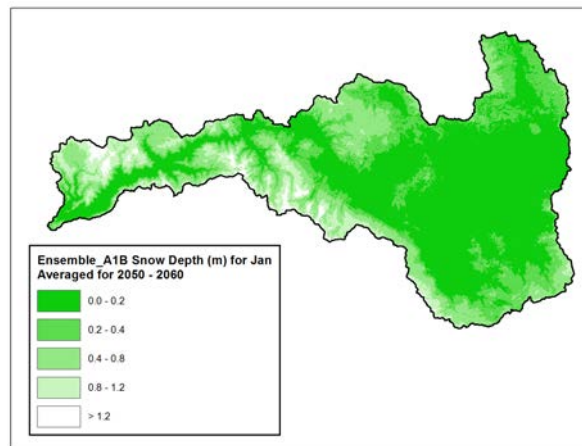 Ensemble_A1B Snow Depth (m) for Jan
Averaged for 2050 - 2060
0.0 - 0.2
0.2 - 0.4
0.4 - 0.8
0.8 - 1.2
> 1.2